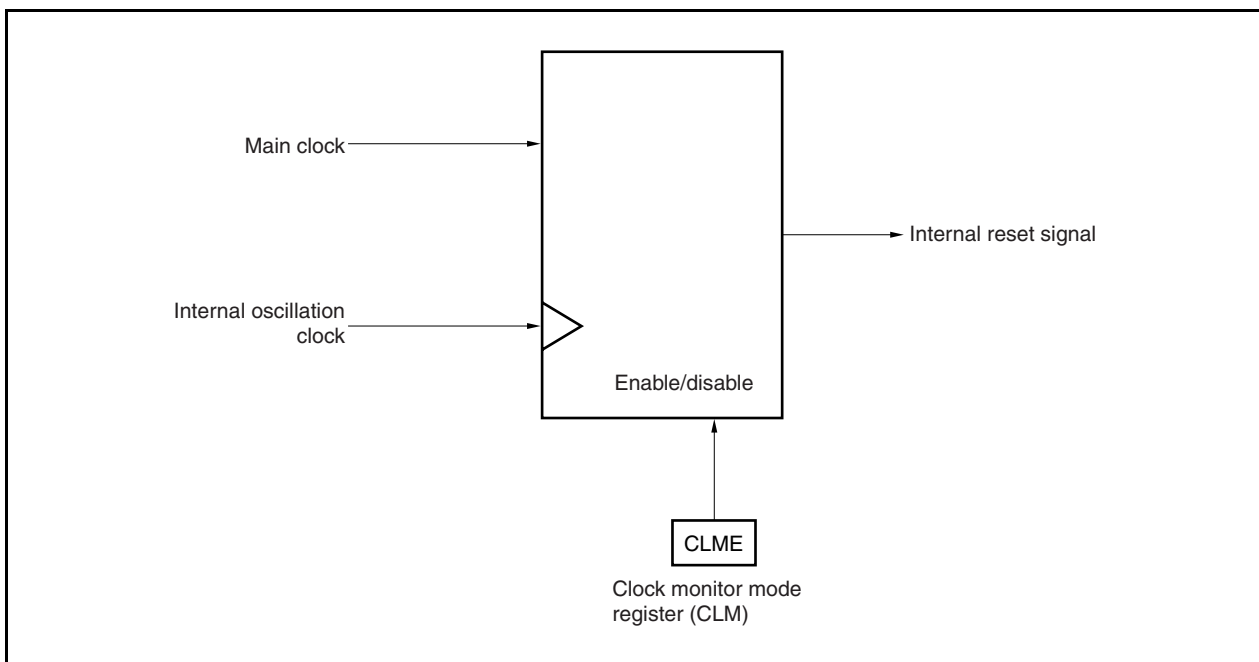 Main clock
Internal reset signal
Internal oscillation
clock
Enable/disable
CLME
Clock monitor mode
register (CLM)